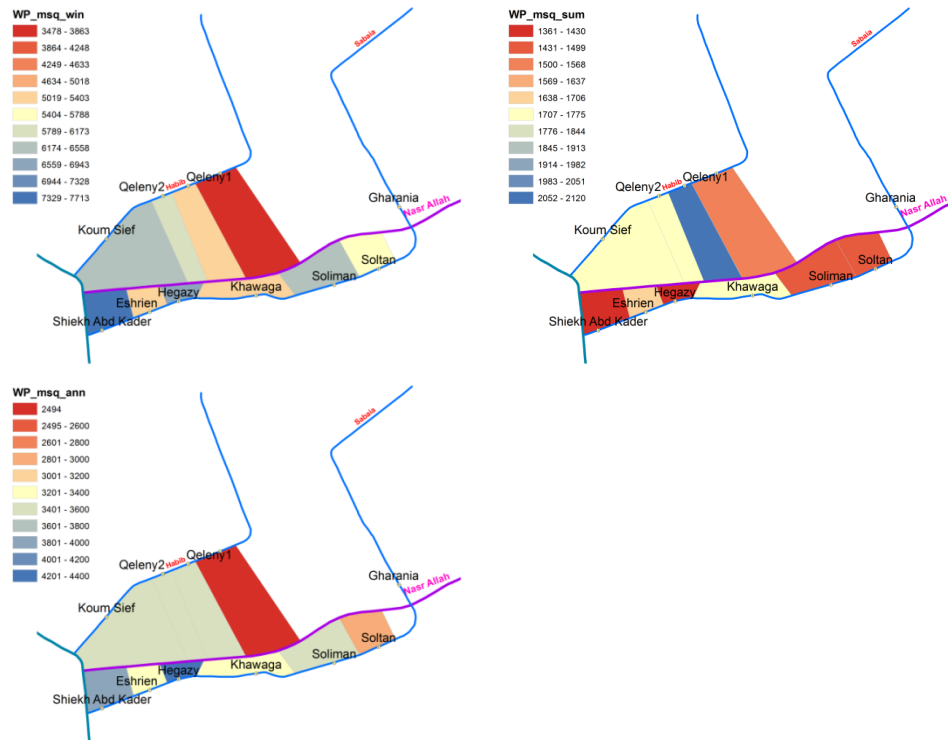 WP_msq_win
3478 - 3863
3864 - 4248
4249 - 4633
4634 - 5018
5019 - 5403
5404 - 5788
5789 - 6173
6174 - 6558
6559 - 6943
6944 - 7328
7329 - 7713
Sabaia
Qeleny2
Habib
Qeleny1
Gharania
Nasr Allah
Koum Sief
Soltan
Soliman
Khawaga
Hegazy
Eshrien
Shiekh Abd Kader
WP_msq_sum
1361 - 1430
1431 - 1499
1500 - 1568
1569 - 1637
1638 - 1706
1707 - 1775
1776 - 1844
1845 - 1913
1914 - 1982
1983 - 2051
2052 - 2120
Sabaia
Qeleny2
Habib
Qeleny1
Gharania
Nasr Allah
Koum Sief
Soltan
Soliman
Khawaga
Hegazy
Eshrien
Shiekh Abd Kader
WP_msq_ann
2494
2495 - 2600
2601 - 2800
2801 - 3000
3001 - 3200
3201 - 3400
3401 - 3600
3601 - 3800
3801 - 4000
4001 - 4200
4201 - 4400
Sabaia
Qeleny2
Habib
Qeleny1
Gharania
Nasr Allah
Koum Sief
Soltan
Soliman
Khawaga
Hegazy
Eshrien
Shiekh Abd Kader